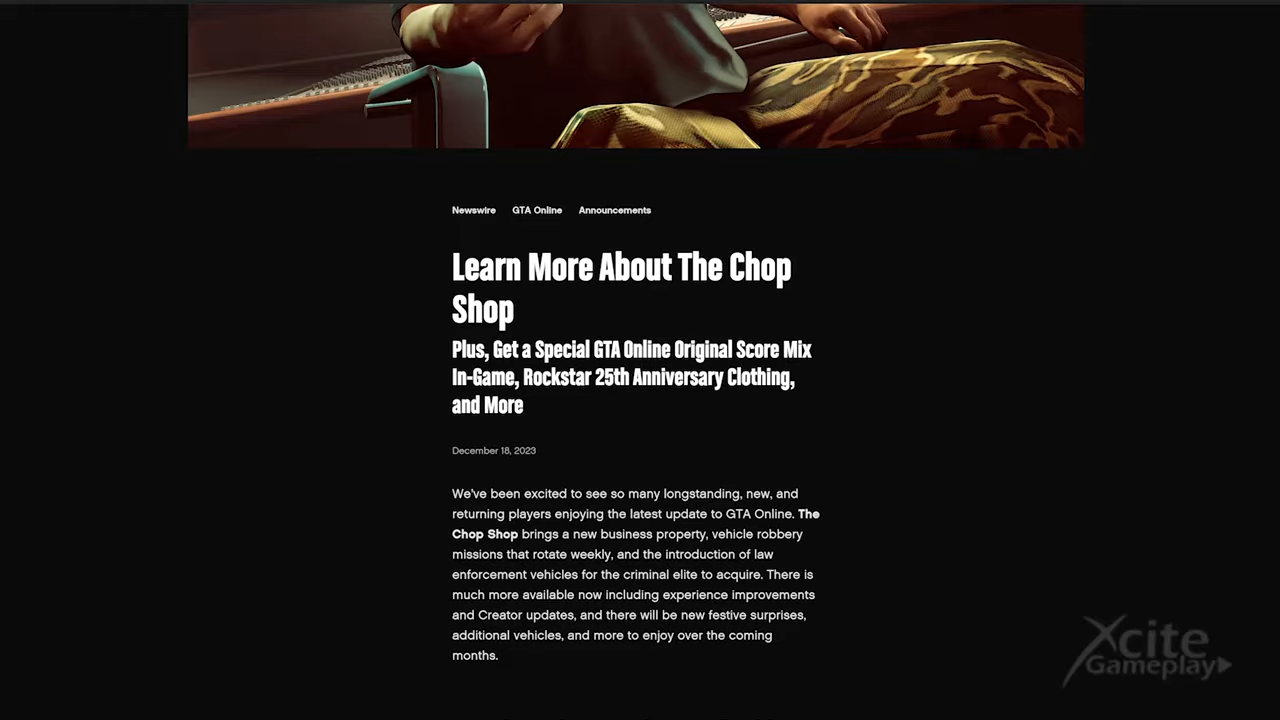 Newswire GTA Online Announcements
Learn More About The Chop
Shop
Plus, Get a Special GTA Online Original Score Mix
In-Game, Rockstar 25th Anniversary Clothing,
and More
December 18, 2023
We've been excited to see so many longstanding, new, and
returning players enjoying the latest update to GTA Online. The
Chop Shop brings a new business property, vehicle robbery
missions that rotate weekly, and the introduction of law
enforcement vehicles for the criminal elite to acquire. There is
much more available now including experience improvements
and Creator updates, and there will be new festive surprises,
additional vehicles, and more to enjoy over the coming
months.
Xcite
Gameplay